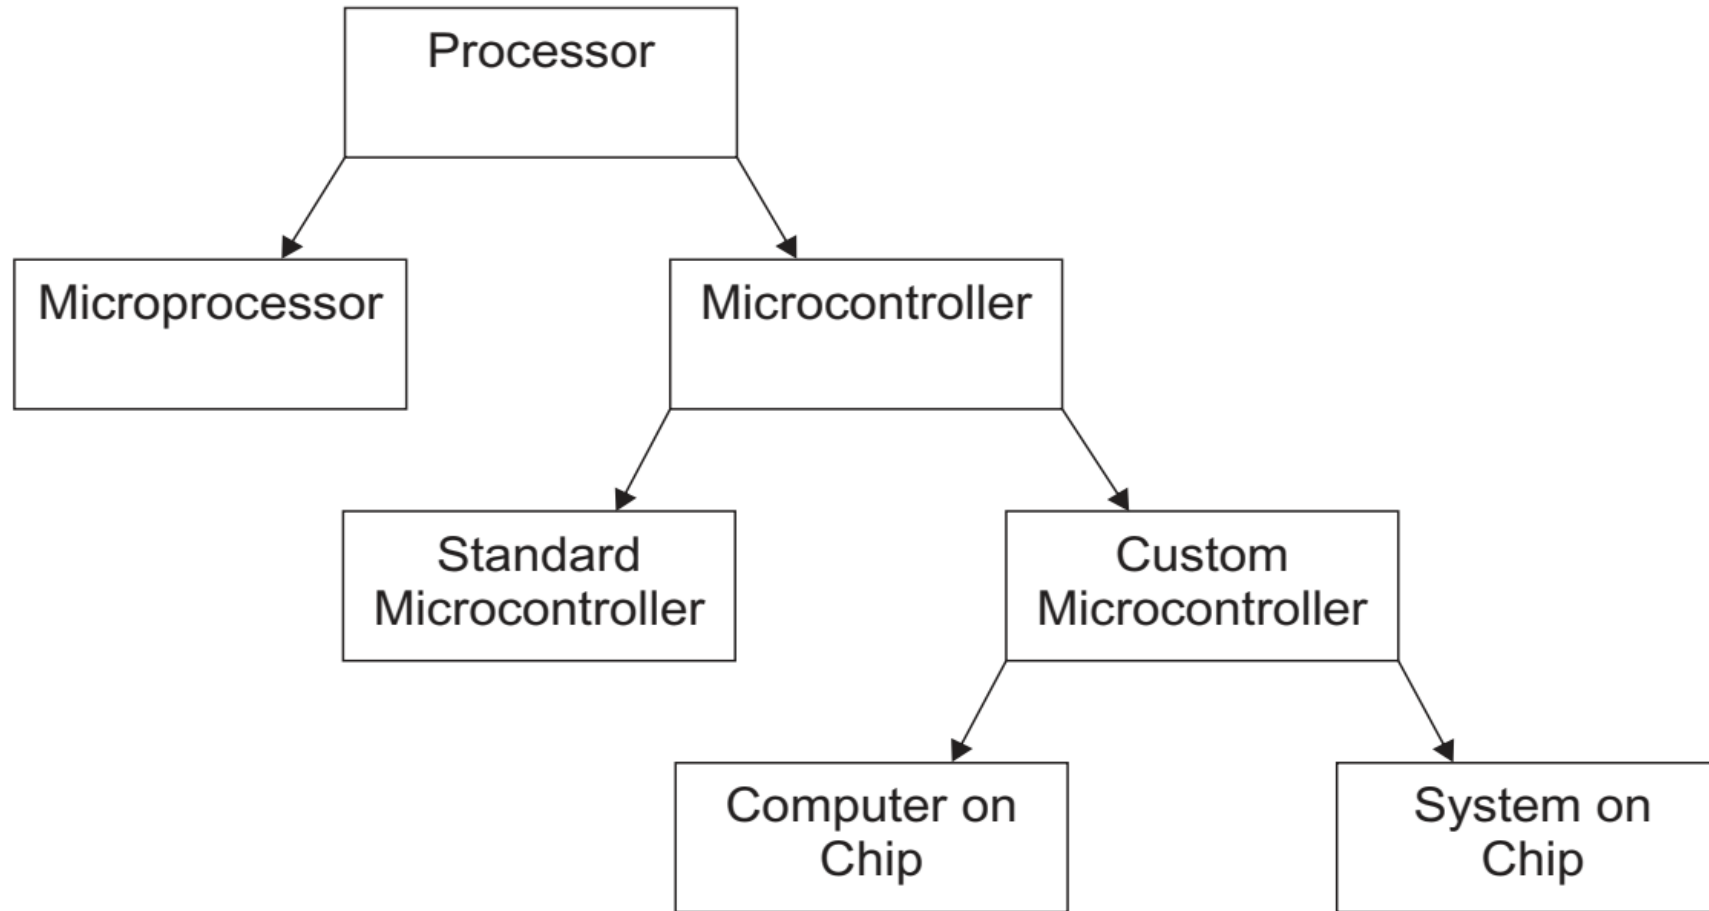 Processor
Microprocessor
Microcontroller
Standard
Microcontroller
Custom
Microcontroller
Computer on
Chip
System on
Chip